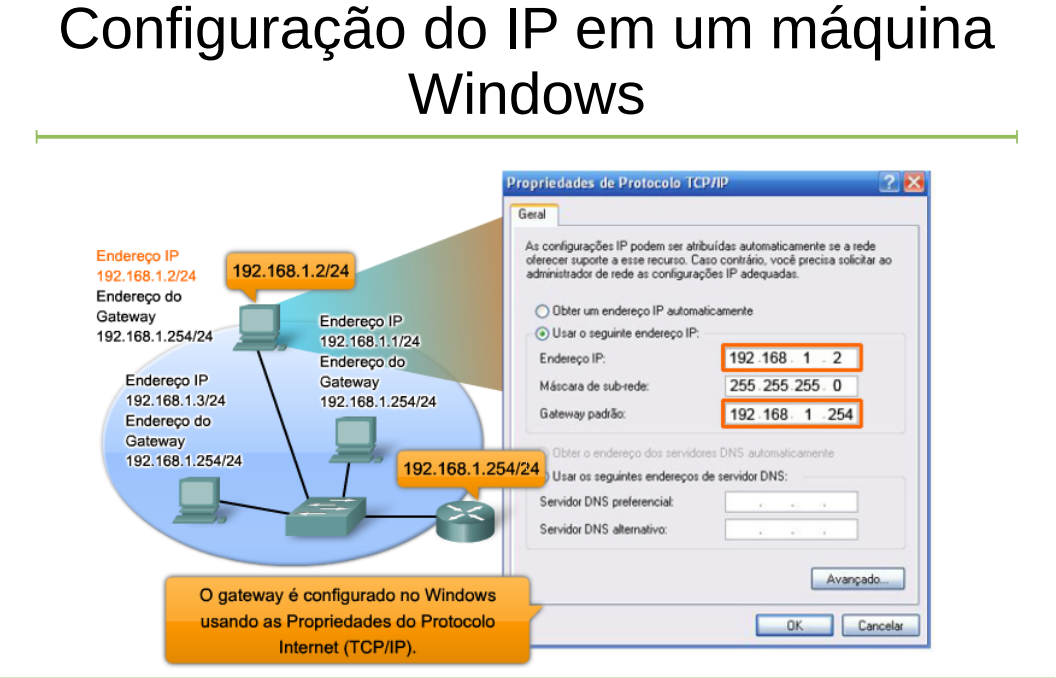 Configuração do IP em um máquina
Windows
Endereço IP
192.168.1.2/24
Endereço do
Gateway
192.168.1.254/24
192.168.1.2/24
Endereço IP
192.168.1.1/24
Endereço do
Gateway
192.168.1.254/24
Endereço IP
192.168.1.3/24
Endereço do
Gateway
192.168.1.254/24
192.168.1.254/24
O gateway é configurado no Windows
usando as Propriedades do Protocolo
Internet (TCP/IP).
Propriedades de Protocolo TCP/IP
Geral
As configurações IP podem ser atribuídas automaticamente se a rede
oferecer suporte a esse recurso. Caso contrário, você precisa solicitar ao
administrador de rede as configurações IP adequadas.
Obter um endereço IP automaticamente
Usar o seguinte endereço IP:
Endereço IP: 192 . 168 . 1 . 2
Máscara de sub-rede: 255 . 255 . 255 . 0
Gateway padrão: 192 . 168 . 1 . 254
Obter o endereço dos servidores DNS automaticamente
Usar os seguintes endereços de servidor DNS:
Servidor DNS preferencial: . . .
Servidor DNS alternativo: . . .
Avançado...
OK Cancelar